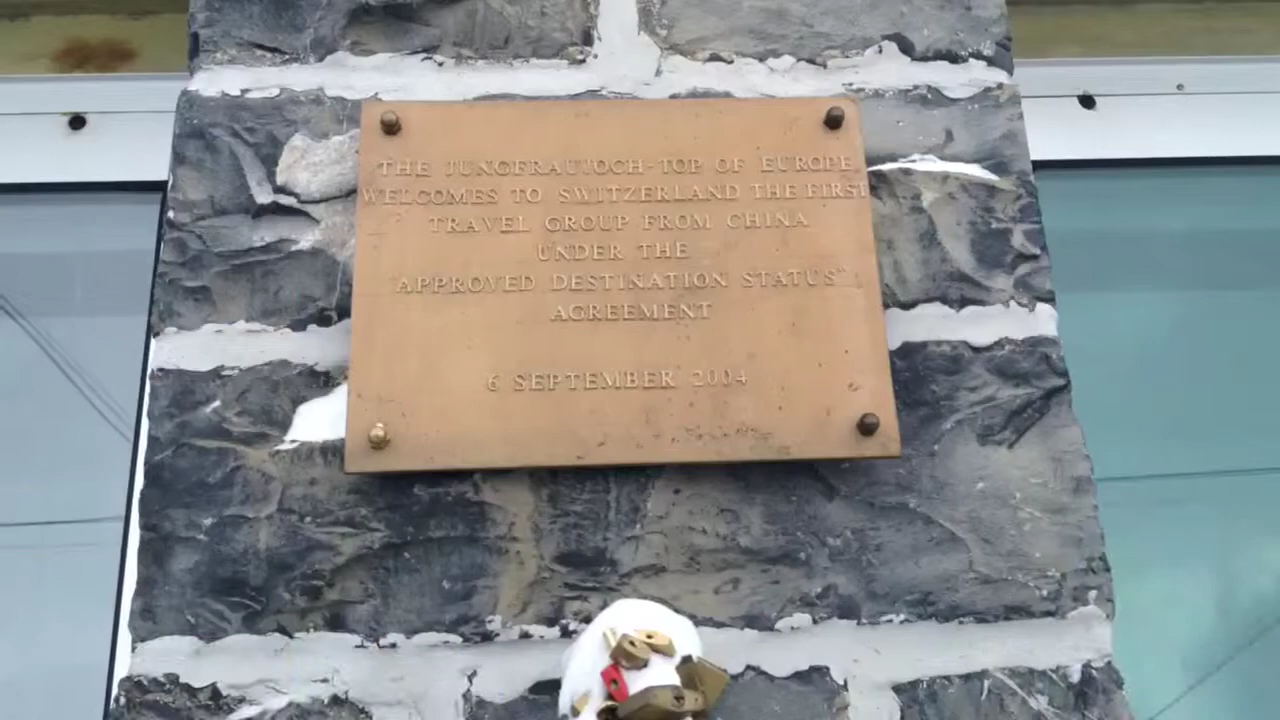 THE JUNGFRAUJOCH-TOP OF EUROPE
WELCOMES TO SWITZERLAND THE FIRST
TRAVEL GROUP FROM CHINA
UNDER THE
"APPROVED DESTINATION STATUS"
AGREEMENT
6 SEPTEMBER 2004